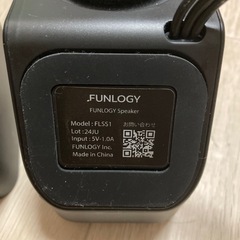 .FUNLOGY
FUNLOGY Speaker
Model : FLSS1
Lot : 24JU
Input : 5V-1.0A
FUNLOGY Inc.
Made in China
お問い合わせ